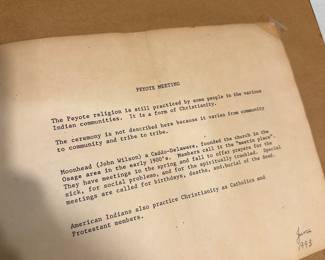 PEYOTE MEETING
The Peyote religion is still practiced by some people in the various
Indian communities. It is a form of Christianity.
The ceremony is not described here because it varies from community
to community and tribe to tribe.
Moonhead (John Wilson) a Caddo-Delaware, founded the church in the
Osage area in the early 1900's. Members call it the "meeting place".
They have meetings in the spring and fall to offer prayers for the
sick, for social problems, and for the spiritually troubled. Special
meetings are called for birthdays, deaths, and burial of the dead.
American Indians also practice Christianity as Catholics and
Protestant members.
June
1993